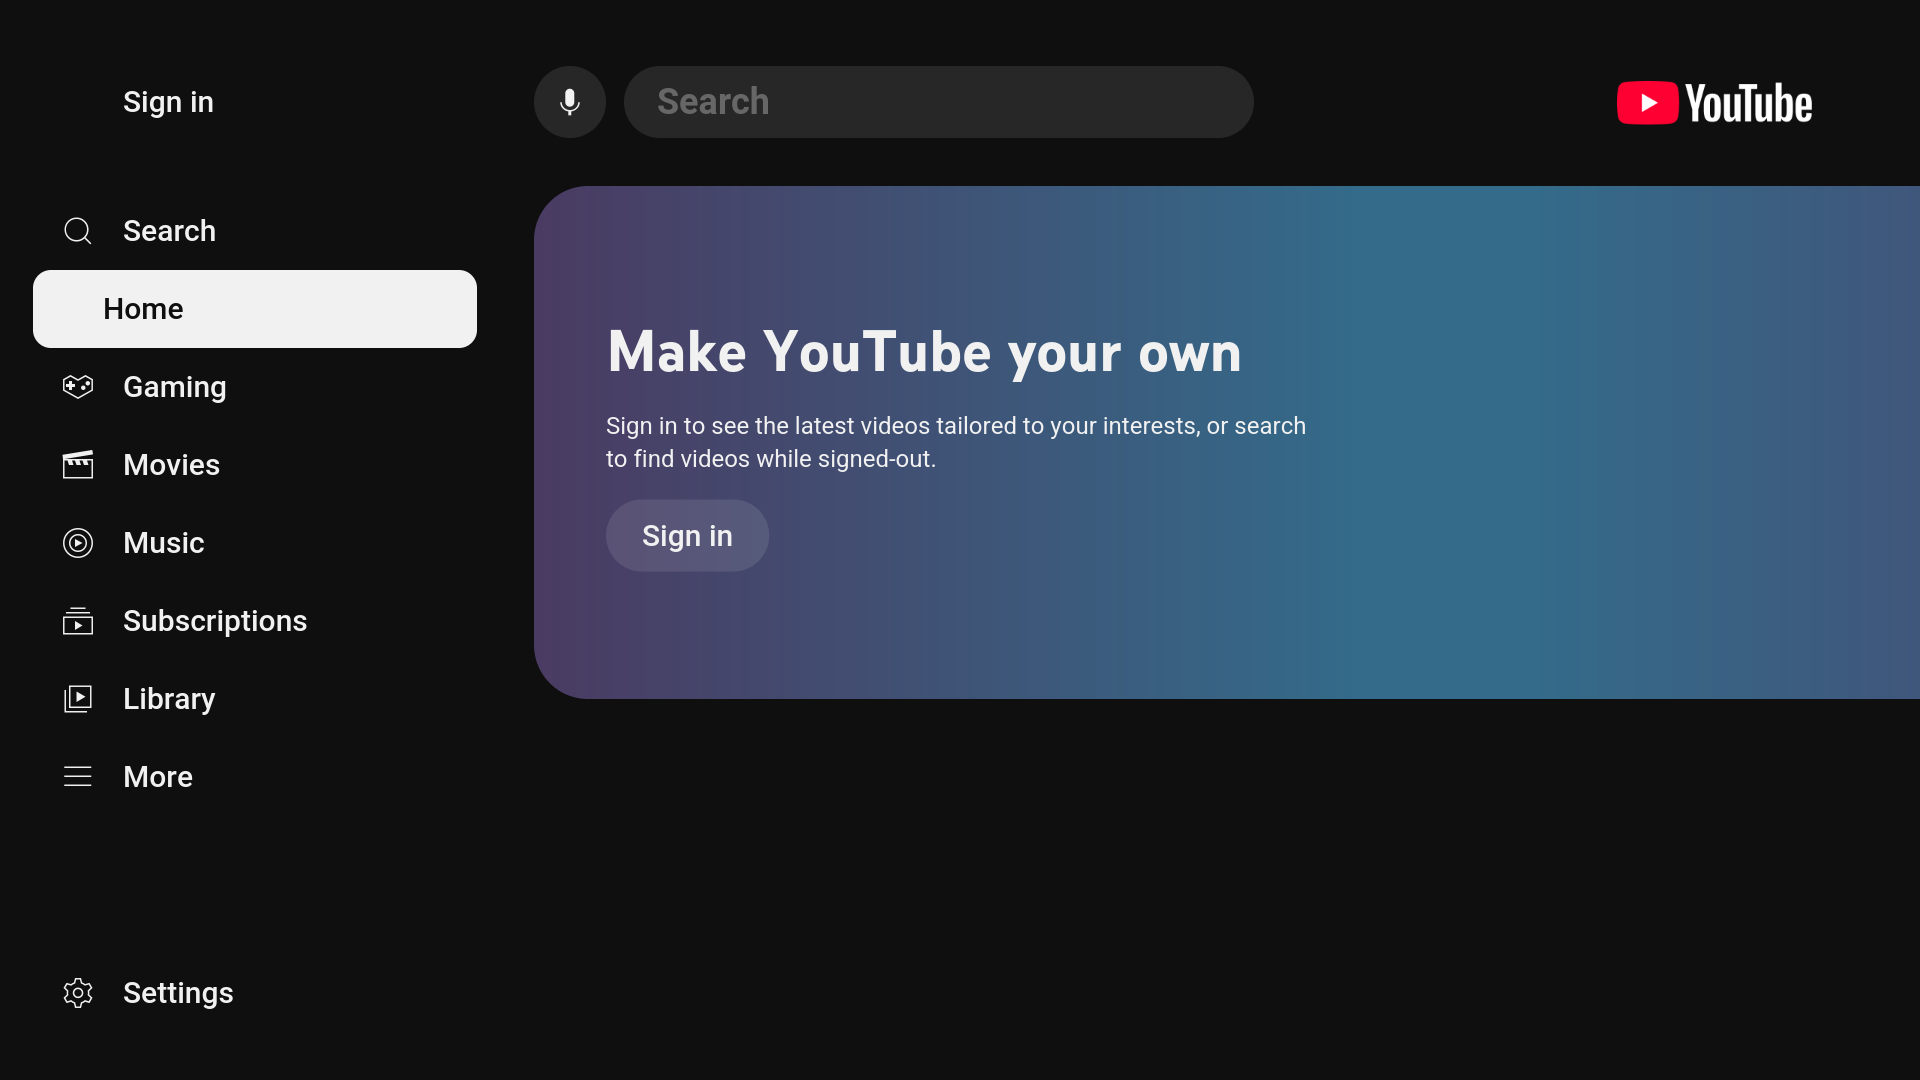 Sign in
Search
YouTube
Search
Home
Gaming
Movies
Music
Subscriptions
Library
More
Settings
Make YouTube your own
Sign in to see the latest videos tailored to your interests, or search
to find videos while signed-out.
Sign in